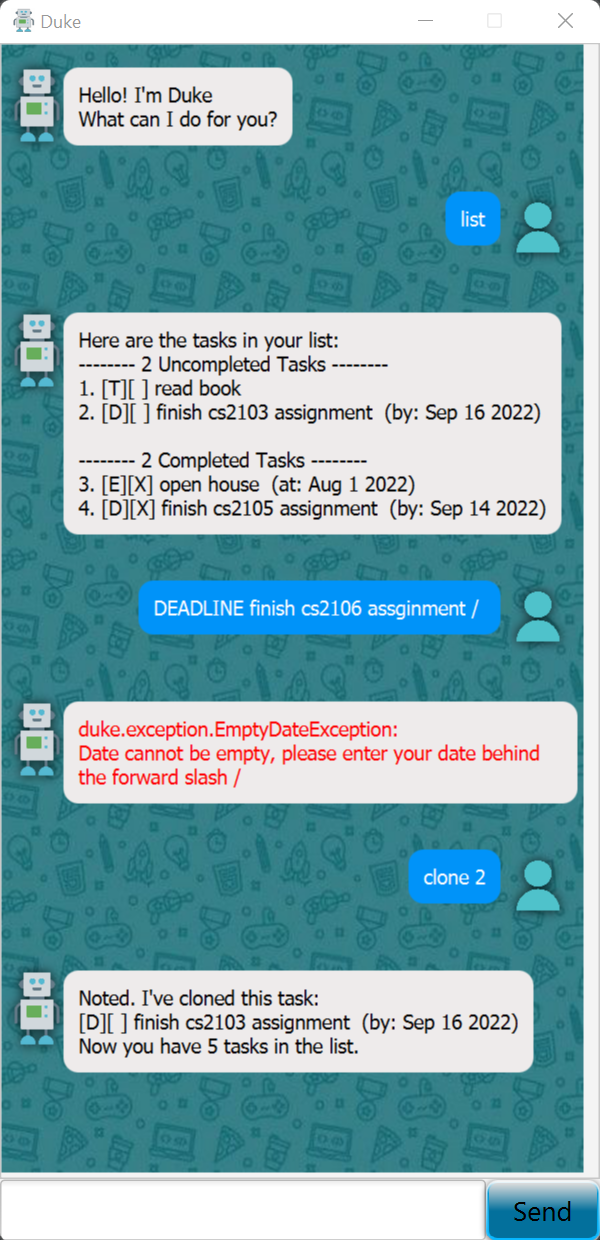 Duke
Hello! I'm Duke
What can I do for you?
list
Here are the tasks in your list:
-------- 2 Uncompleted Tasks --------
1. [T][ ] read book
2. [D][ ] finish cs2103 assignment  (by: Sep 16 2022)
-------- 2 Completed Tasks --------
3. [E][X] open house  (at: Aug 1 2022)
4. [D][X] finish cs2105 assignment  (by: Sep 14 2022)
DEADLINE finish cs2106 assginment /
duke.exception.EmptyDateException:
Date cannot be empty, please enter your date behind
the forward slash /
clone 2
Noted. I've cloned this task:
[D][ ] finish cs2103 assignment  (by: Sep 16 2022)
Now you have 5 tasks in the list.
Send